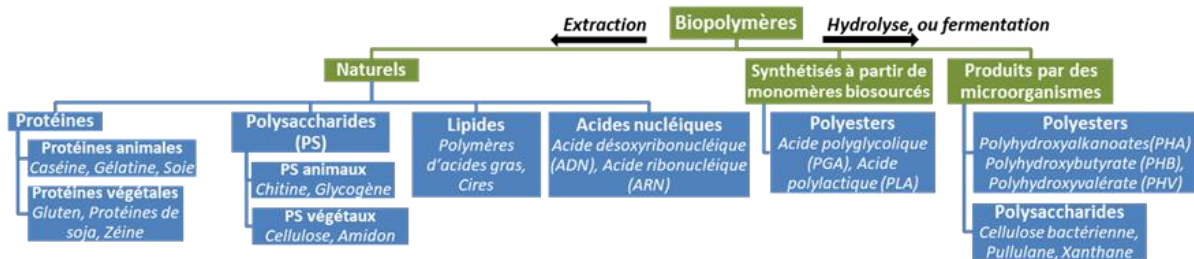 Biopolymères
Extraction
Hydrolyse, ou fermentation
Naturels
Synthétisés à partir de
monomères biosourcés
Produits par des
microorganismes
Protéines
Protéines animales
Caséine, Gélatine, Soie
Protéines végétales
Gluten, Protéines de
soja, Zéine
Polysaccharides
(PS)
PS animaux
Chitine, Glycogène
PS végétaux
Cellulose, Amidon
Lipides
Polymères
d'acides gras,
Cires
Acides nucléiques
Acide désoxyribonucléique
(ADN), Acide ribonucléique
(ARN)
Polyesters
Acide polyglycolique
(PGA), Acide
polylactique (PLA)
Polyesters
Polyhydroxyalkanoates(PHA)
Polyhydroxybutyrate (PHB),
Polyhydroxyvalérate (PHV)
Polysaccharides
Cellulose bactérienne,
Pullulane, Xanthane